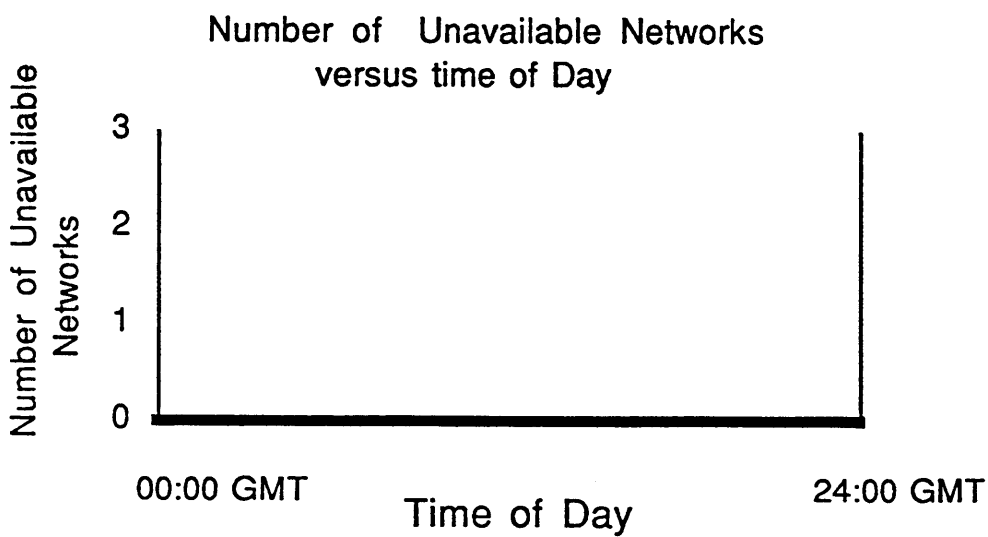 Number of Unavailable Networks
versus time of Day
Number of Unavailable
Networks
3
2
1
0
00:00 GMT
24:00 GMT
Time of Day